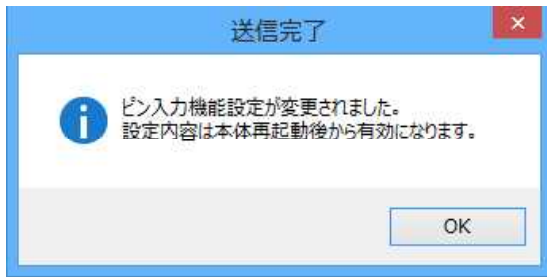 送信完了
ピン入力機能設定が変更されました。
設定内容は本体再起動後から有効になります。
OK